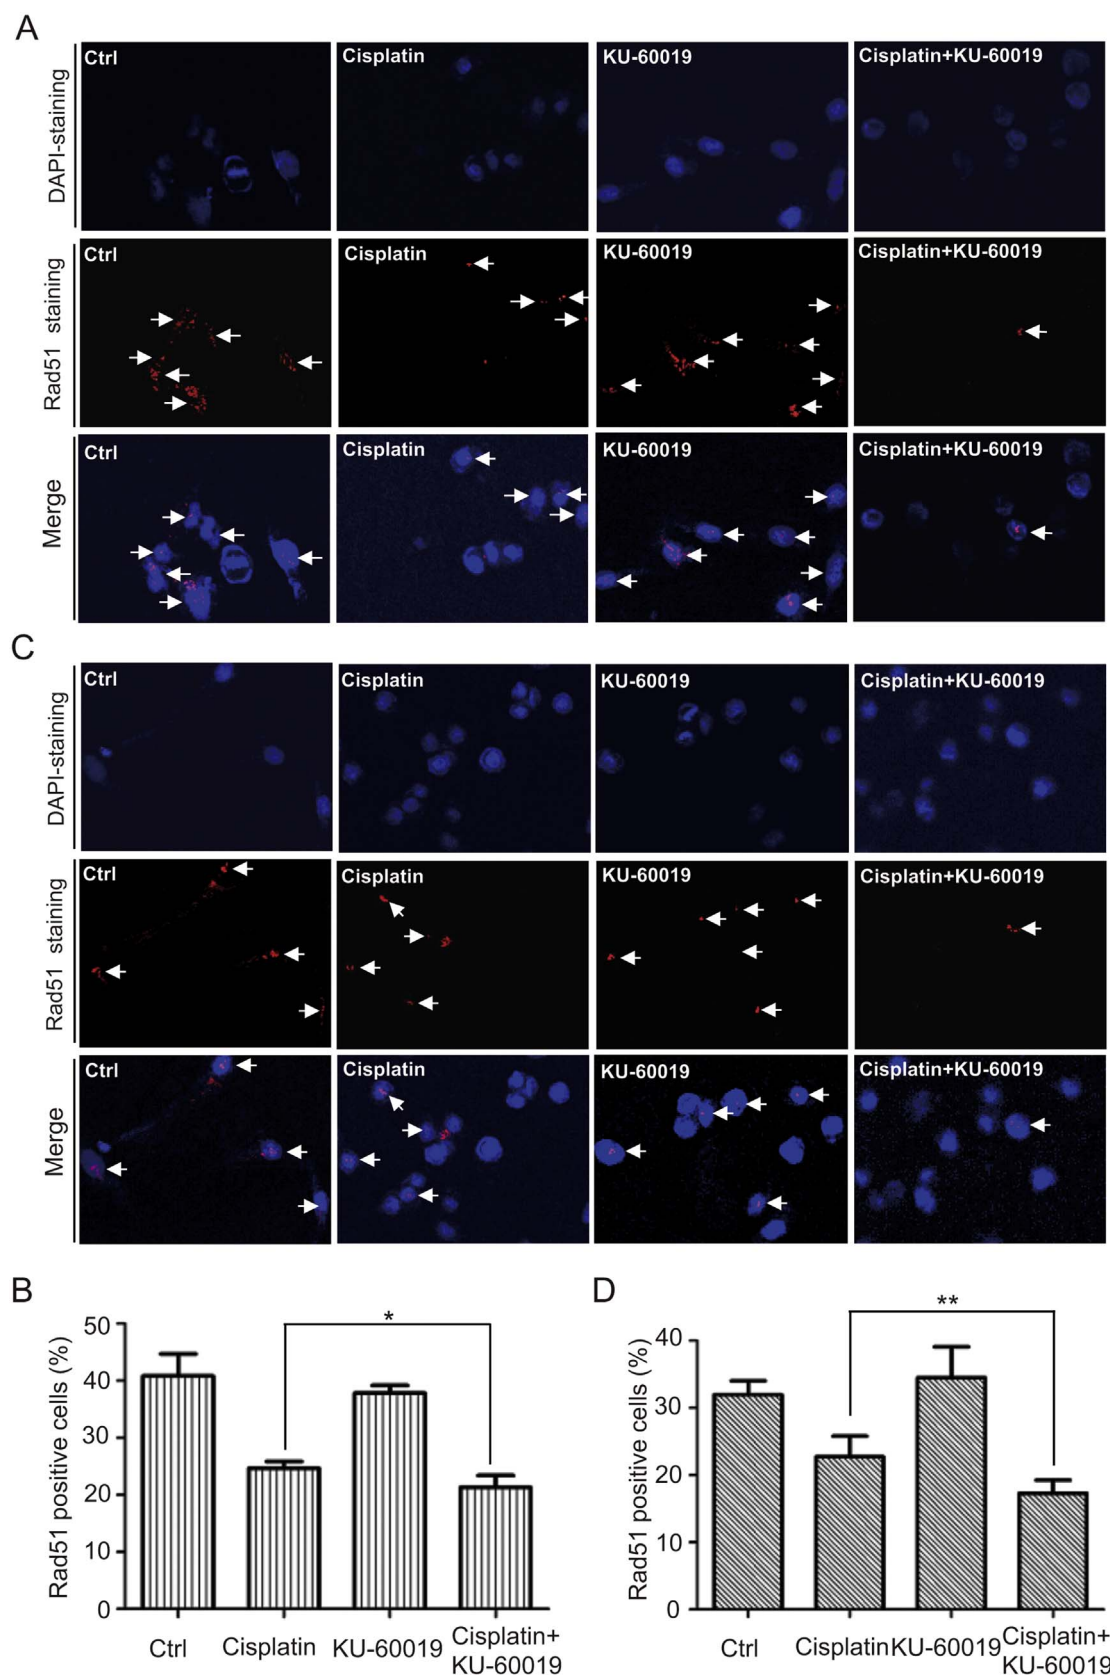 A
DAPI-staining
Ctrl
Cisplatin
KU-60019
Cisplatin+KU-60019
Rad51 staining
Ctrl
Cisplatin
KU-60019
Cisplatin+KU-60019
Merge
Ctrl
Cisplatin
KU-60019
Cisplatin+KU-60019
C
DAPI-staining
Ctrl
Cisplatin
KU-60019
Cisplatin+KU-60019
Rad51 staining
Ctrl
Cisplatin
KU-60019
Cisplatin+KU-60019
Merge
Ctrl
Cisplatin
KU-60019
Cisplatin+KU-60019
B
Rad51 positive cells (%)
50
40
30
20
10
0
*
Ctrl
Cisplatin
KU-60019
Cisplatin+
KU-60019
D
Rad51 positive cells (%)
40
30
20
10
0
**
Ctrl
Cisplatin
KU-60019
Cisplatin+
KU-60019